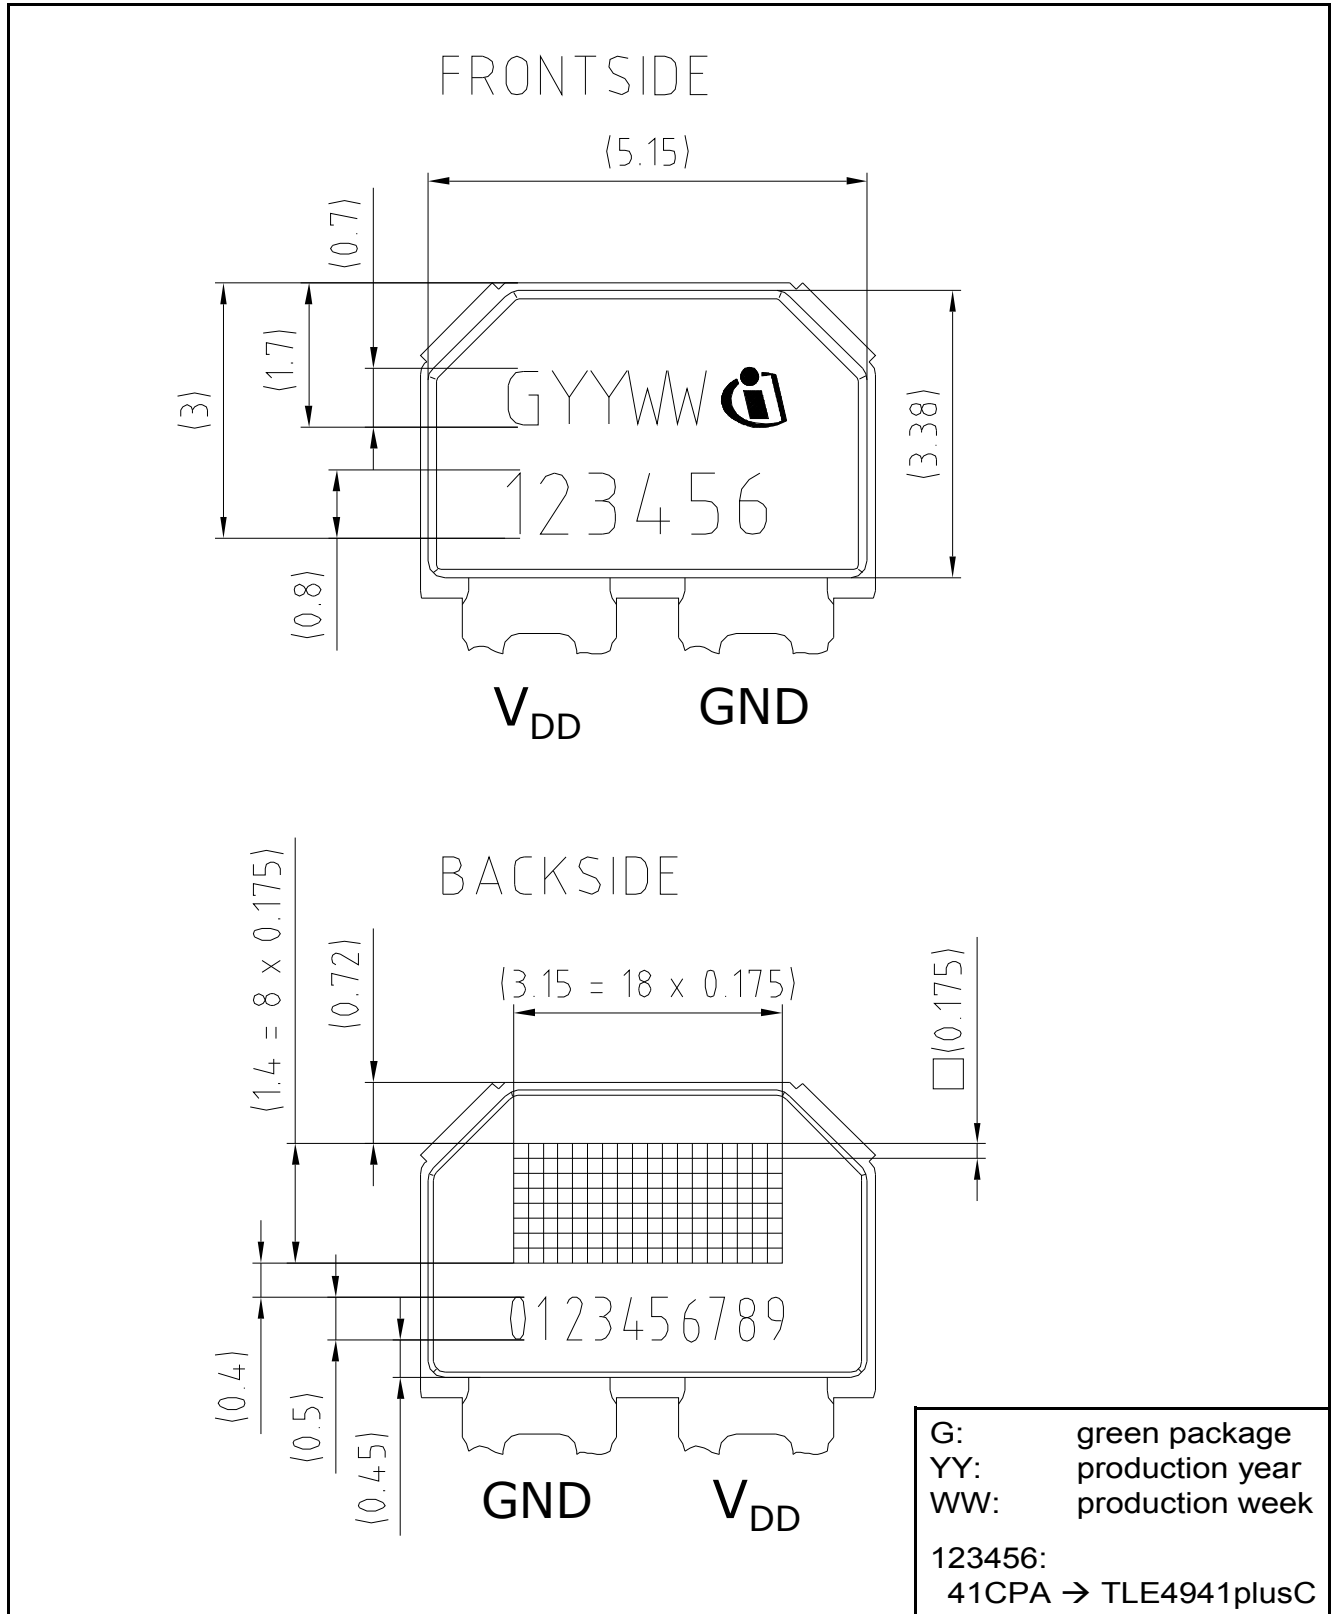 FRONTSIDE
(5.15)
(0.7)
(1.7)
(3)
(3.38)
GYYWW
123456
(0.8)
VDD GND
BACKSIDE
(1.4 = 8 x 0.175)
(0.72)
(3.15 = 18 x 0.175)
□(0.175)
0123456789
(0.4)
(0.5)
(0.45)
GND VDD
G: green package
YY: production year
WW: production week
123456:
41CPA → TLE4941plusC